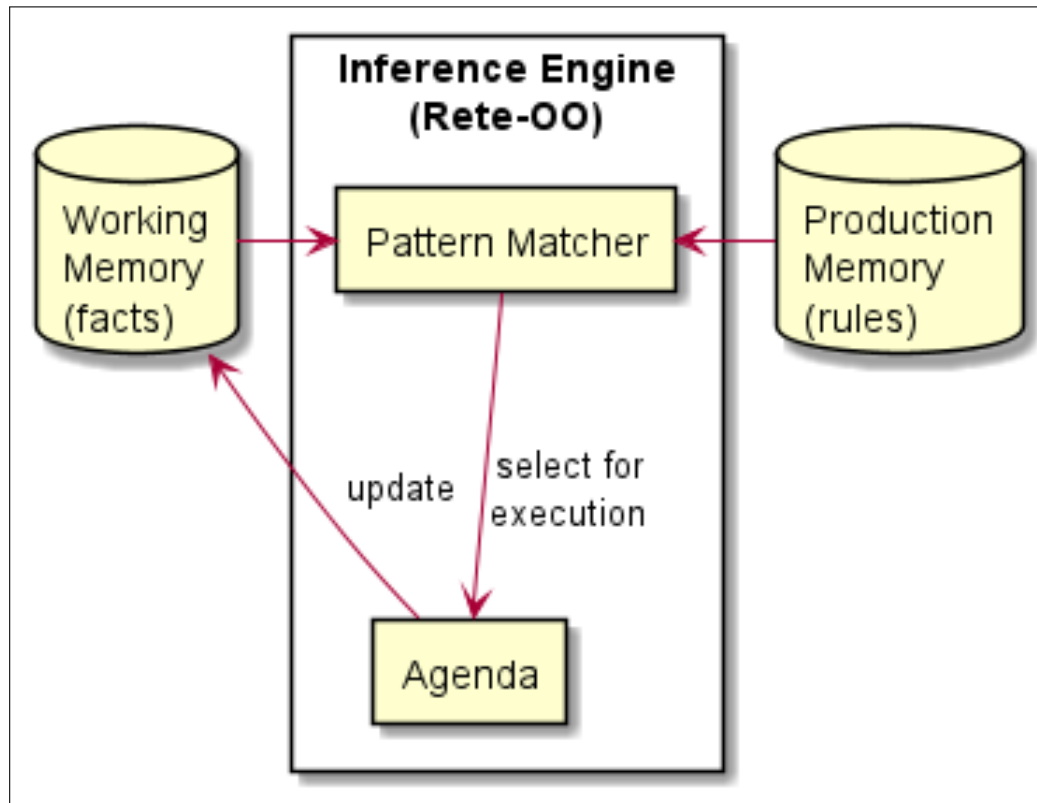 Inference Engine
(Rete-OO)
Working
Memory
(facts)
Pattern Matcher
Production
Memory
(rules)
update
select for
execution
Agenda